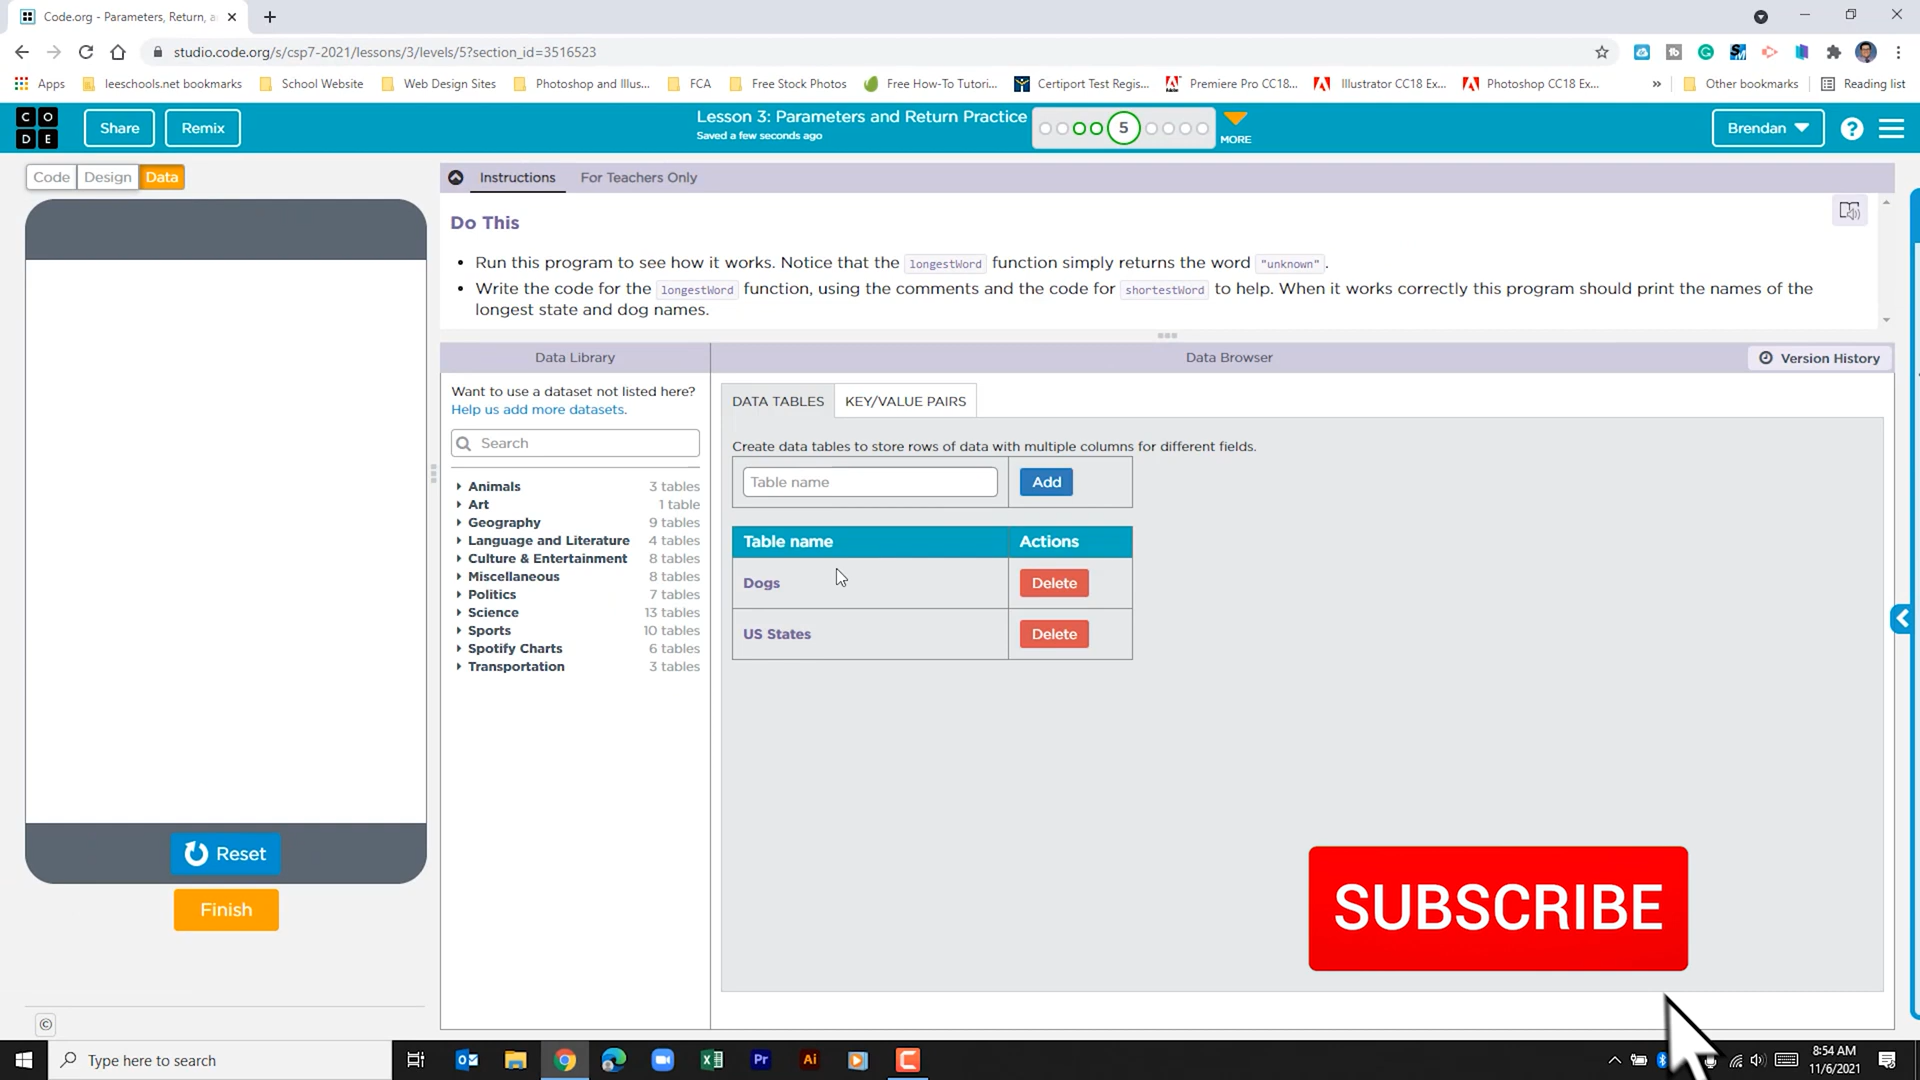 Code.org - Parameters, Return, a
studio.code.org/s/csp7-2021/lessons/3/levels/5?section_id=3516523
Apps leeschools.net bookmarks School Website Web Design Sites Photoshop and Illus... FCA Free Stock Photos Free How-To Tutori... Certiport Test Regis... Premiere Pro CC18... Illustrator CC18 Ex... Photoshop CC18 Ex... » Other bookmarks Reading list
CODE
Share Remix
Lesson 3: Parameters and Return Practice
Saved a few seconds ago
5
MORE
Brendan
Code Design Data
Instructions For Teachers Only
Do This
• Run this program to see how it works. Notice that the longestWord function simply returns the word "unknown".
• Write the code for the longestWord function, using the comments and the code for shortestWord to help. When it works correctly this program should print the names of the
longest state and dog names.
Data Library
Data Browser
Version History
Want to use a dataset not listed here?
Help us add more datasets.
Search
Animals 3 tables
Art 1 table
Geography 9 tables
Language and Literature 4 tables
Culture & Entertainment 8 tables
Miscellaneous 8 tables
Politics 7 tables
Science 13 tables
Sports 10 tables
Spotify Charts 6 tables
Transportation 3 tables
DATA TABLES KEY/VALUE PAIRS
Create data tables to store rows of data with multiple columns for different fields.
Table name Add
Table name Actions
Dogs Delete
US States Delete
Reset
Finish
SUBSCRIBE
©
Type here to search
8:54 AM
11/6/2021